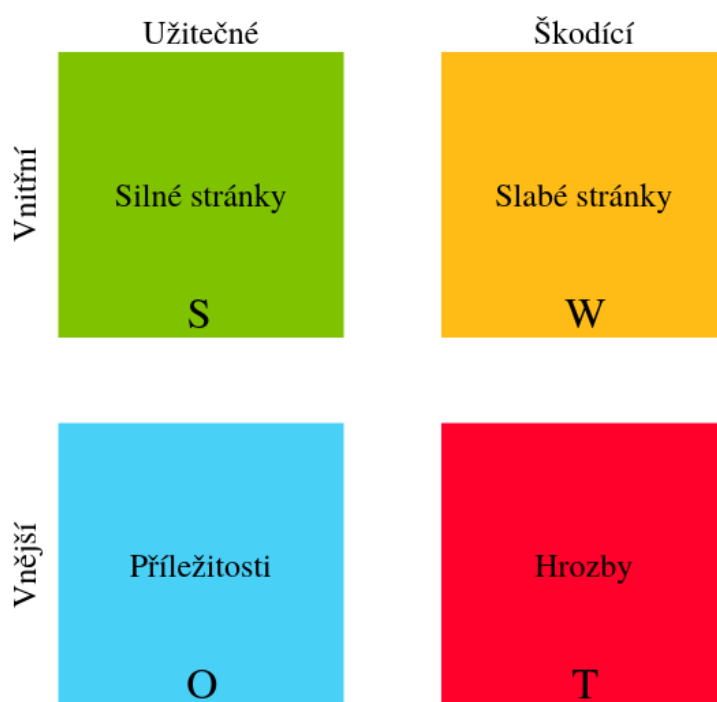 Užitečné
Škodící
Vnitřní
Silné stránky
Slabé stránky
S
W
Vnější
Příležitosti
Hrozby
O
T